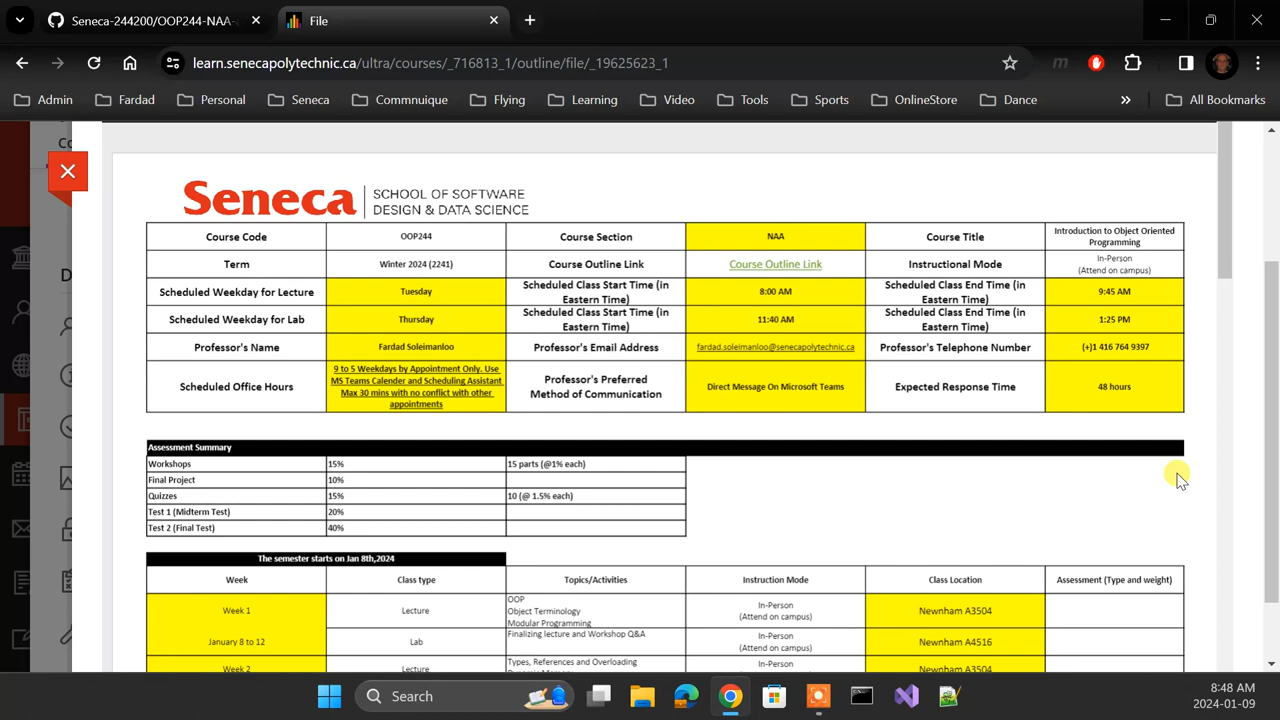 Seneca-244200/OOP244-NAA-
File
learn.senecapolytechnic.ca/ultra/courses/_716813_1/outline/file/_19625623_1
Admin Fardad Personal Seneca Commnuique Flying Learning Video Tools Sports OnlineStore Dance All Bookmarks
Seneca SCHOOL OF SOFTWARE
DESIGN & DATA SCIENCE
Course Code OOP244 Course Section NAA Course Title Introduction to Object Oriented Programming
Term Winter 2024 (2241) Course Outline Link Course Outline Link Instructional Mode In-Person (Attend on campus)
Scheduled Weekday for Lecture Tuesday Scheduled Class Start Time (in Eastern Time) 8:00 AM Scheduled Class End Time (in Eastern Time) 9:45 AM
Scheduled Weekday for Lab Thursday Scheduled Class Start Time (in Eastern Time) 11:40 AM Scheduled Class End Time (in Eastern Time) 1:25 PM
Professor's Name Fardad Soleimanloo Professor's Email Address fardad.soleimanloo@senecapolytechnic.ca Professor's Telephone Number (+)1 416 764 9397
Scheduled Office Hours 9 to 5 Weekdays by Appointment Only. Use MS Teams Calender and Scheduling Assistant Max 30 mins with no conflict with other appointments Professor's Preferred Method of Communication Direct Message On Microsoft Teams Expected Response Time 48 hours
Assessment Summary
Workshops 15% 15 parts (@1% each)
Final Project 10%
Quizzes 15% 10 (@ 1.5% each)
Test 1 (Midterm Test) 20%
Test 2 (Final Test) 40%
The semester starts on Jan 8th,2024
Week Class type Topics/Activities Instruction Mode Class Location Assessment (Type and weight)
Week 1 Lecture OOP Object Terminology Modular Programming In-Person (Attend on campus) Newnham A3504
January 8 to 12 Lab Finalizing lecture and Workshop Q&A In-Person (Attend on campus) Newnham A4516
Week 2 Lecture Types, References and Overloading In-Person Newnham A3504
Search
8:48 AM
2024-01-09